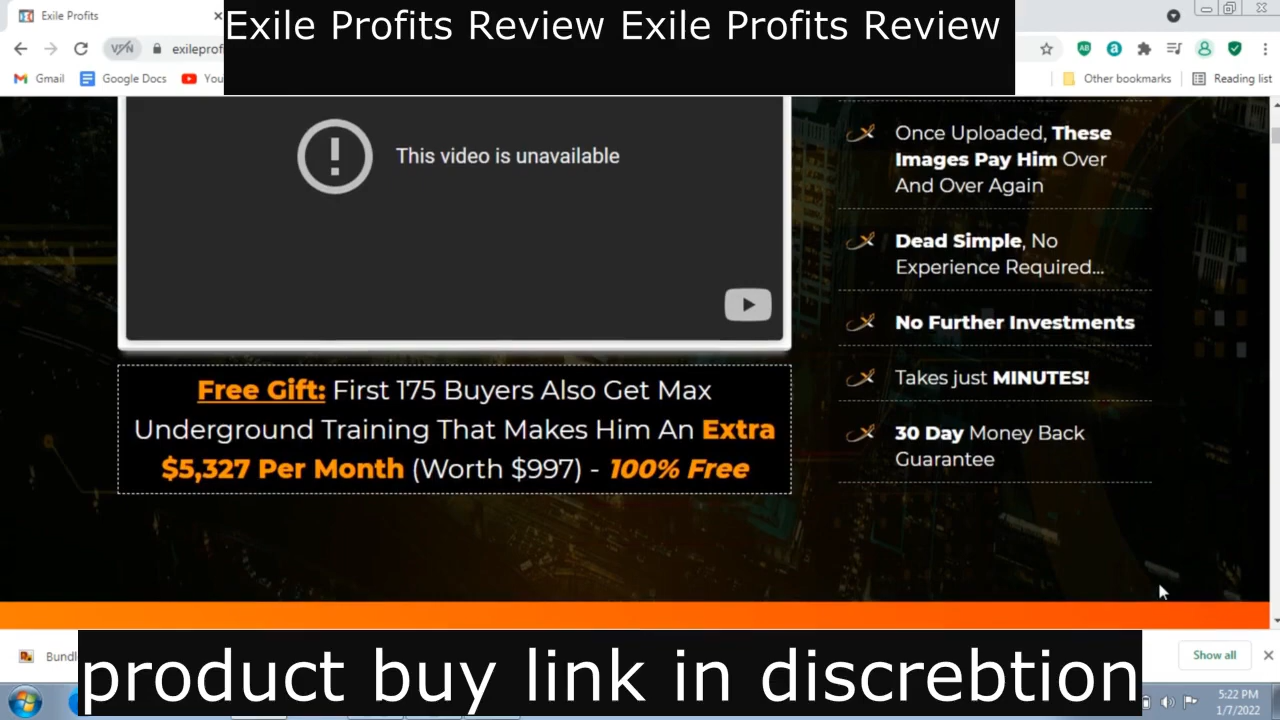 Exile Profits
Exile Profits Review Exile Profits Review
VPN
exileprof
Gmail
Google Docs
You
Other bookmarks
Reading list
This video is unavailable
Once Uploaded, These
Images Pay Him Over
And Over Again
Dead Simple, No
Experience Required...
No Further Investments
Takes just MINUTES!
30 Day Money Back
Guarantee
Free Gift: First 175 Buyers Also Get Max
Underground Training That Makes Him An Extra
$5,327 Per Month (Worth $997) - 100% Free
Bundl
product buy link in discrebtion
Show all
5:22 PM
1/7/2022